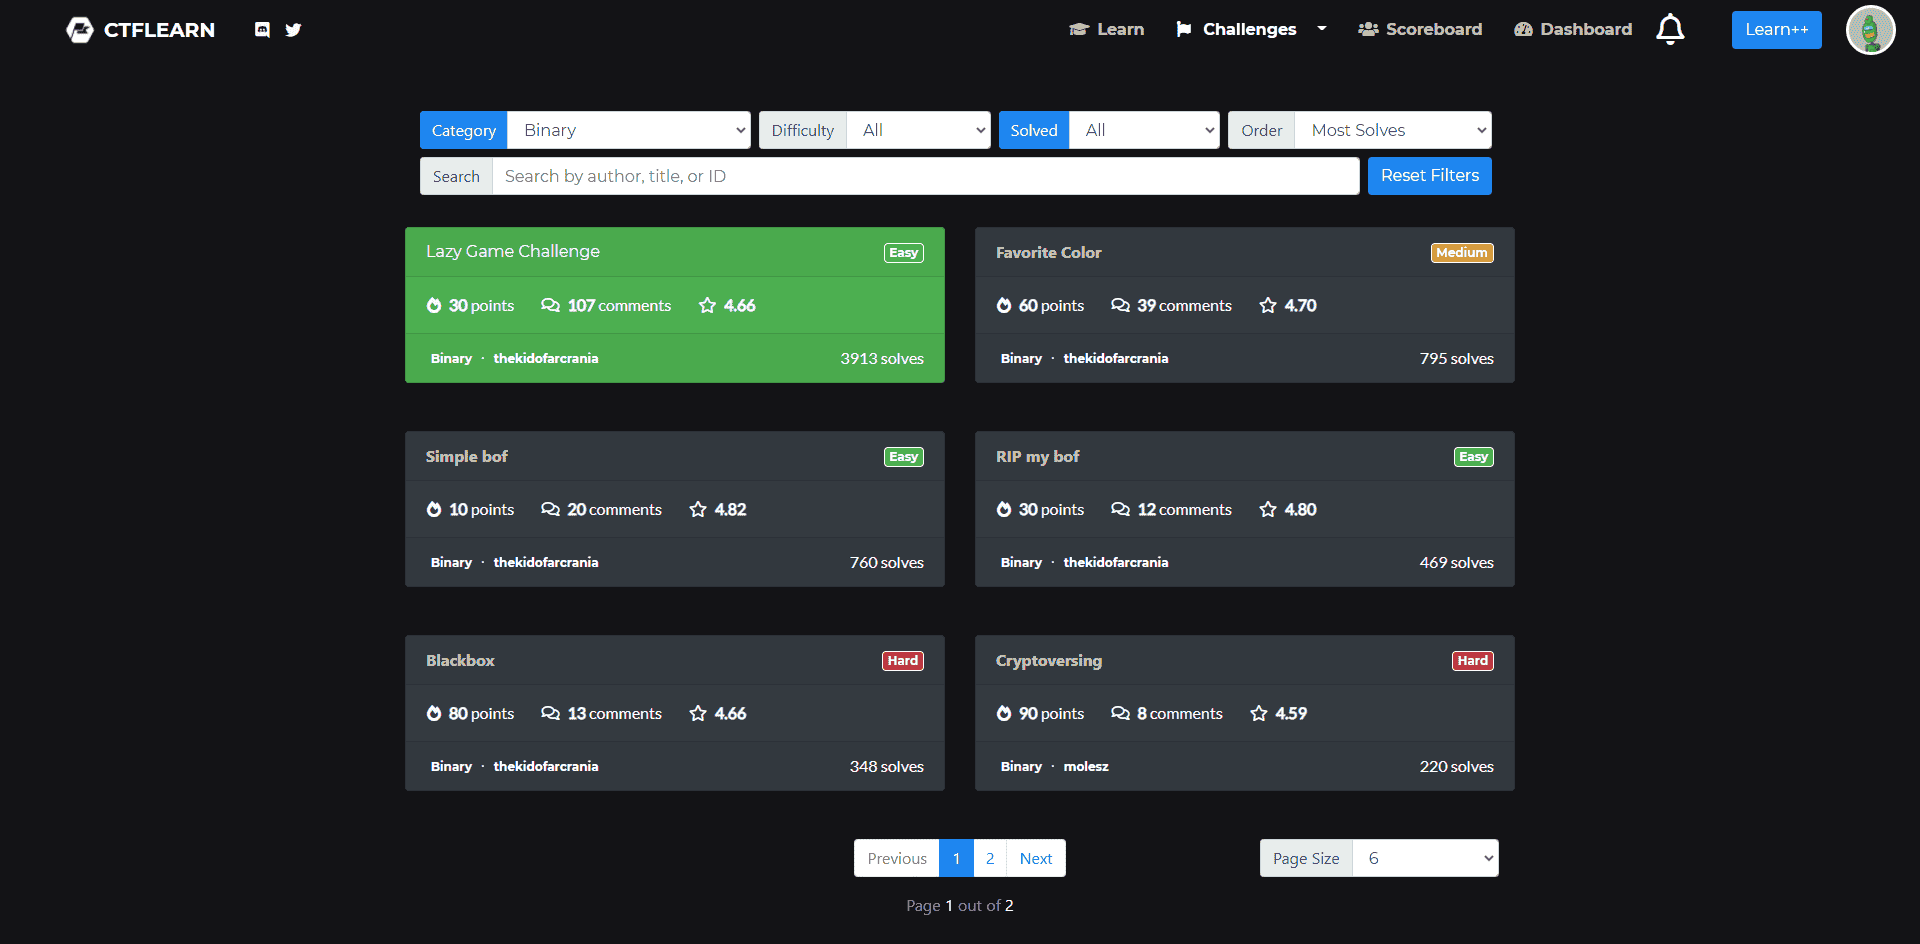 CTFLEARN
Learn Challenges Scoreboard Dashboard Learn++
Category Binary Difficulty All Solved All Order Most Solves
Search Search by author, title, or ID Reset Filters
Lazy Game Challenge Easy
30 points 107 comments 4.66
Binary · thekidofarcrania 3913 solves
Favorite Color Medium
60 points 39 comments 4.70
Binary · thekidofarcrania 795 solves
Simple bof Easy
10 points 20 comments 4.82
Binary · thekidofarcrania 760 solves
RIP my bof Easy
30 points 12 comments 4.80
Binary · thekidofarcrania 469 solves
Blackbox Hard
80 points 13 comments 4.66
Binary · thekidofarcrania 348 solves
Cryptoversing Hard
90 points 8 comments 4.59
Binary · molesz 220 solves
Previous 1 2 Next
Page Size 6
Page 1 out of 2